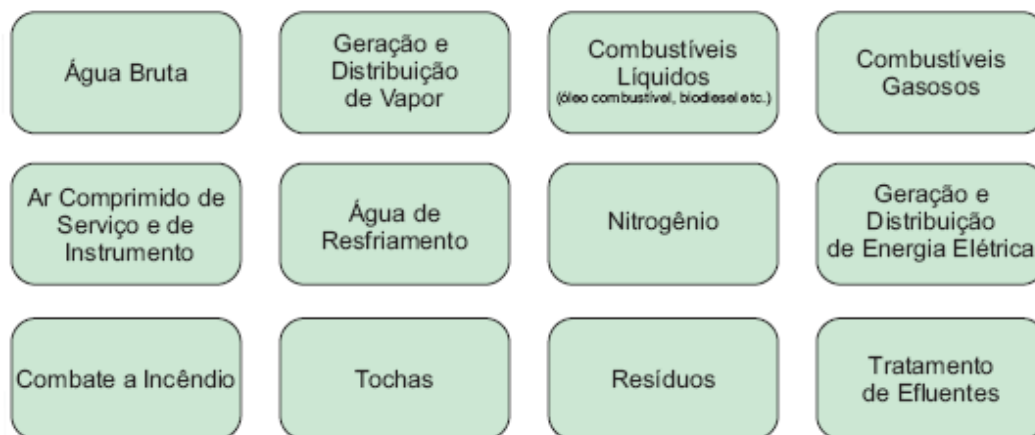 Água Bruta
Geração e
Distribuição
de Vapor
Combustíveis
Líquidos
(óleo combustível, biodiesel etc.)
Combustíveis
Gasosos
Ar Comprimido de
Serviço e de
Instrumento
Água de
Resfriamento
Nitrogênio
Geração e
Distribuição
de Energia Elétrica
Combate a Incêndio
Tochas
Resíduos
Tratamento
de Efluentes